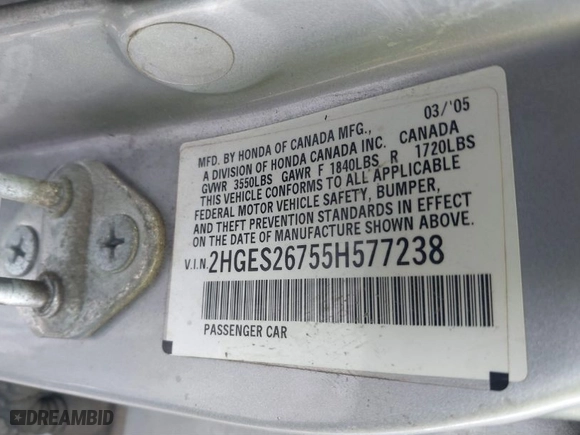 03/'05
MFD. BY HONDA OF CANADA MFG.,
A DIVISION OF HONDA CANADA INC. CANADA
GVWR 3550LBS GAWR F 1840LBS R 1720LBS
THIS VEHICLE CONFORMS TO ALL APPLICABLE
FEDERAL MOTOR VEHICLE SAFETY, BUMPER,
AND THEFT PREVENTION STANDARDS IN EFFECT
ON THE DATE OF MANUFACTURE SHOWN ABOVE.
V.I.N. 2HGES26755H577238
PASSENGER CAR
DREAMBID